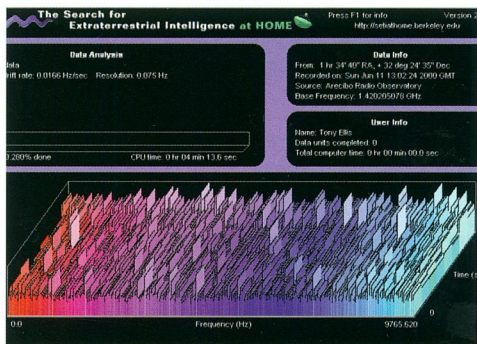 The Search for
Extraterrestrial Intelligence at HOME
Press F1 for info
Version 2
http://setiathome.berkeley.edu
Data Analysis
data
drift rate: 0.0166 Hz/sec Resolution: 0.075 Hz
0.280% done
CPU time: 0 hr 04 min 13.6 sec
Data Info
From: 1 hr 34' 40" RA, + 32 deg 24' 35" Dec
Recorded on: Sun Jun 11 13:02:24 2000 GMT
Source: Arecibo Radio Observatory
Base Frequency: 1.420205078 GHz
User Info
Name: Tony Ellis
Data units completed: 0
Total computer time: 0 hr 00 min 00.0 sec
Time (s
0
0.0
Frequency (Hz)
9765.620